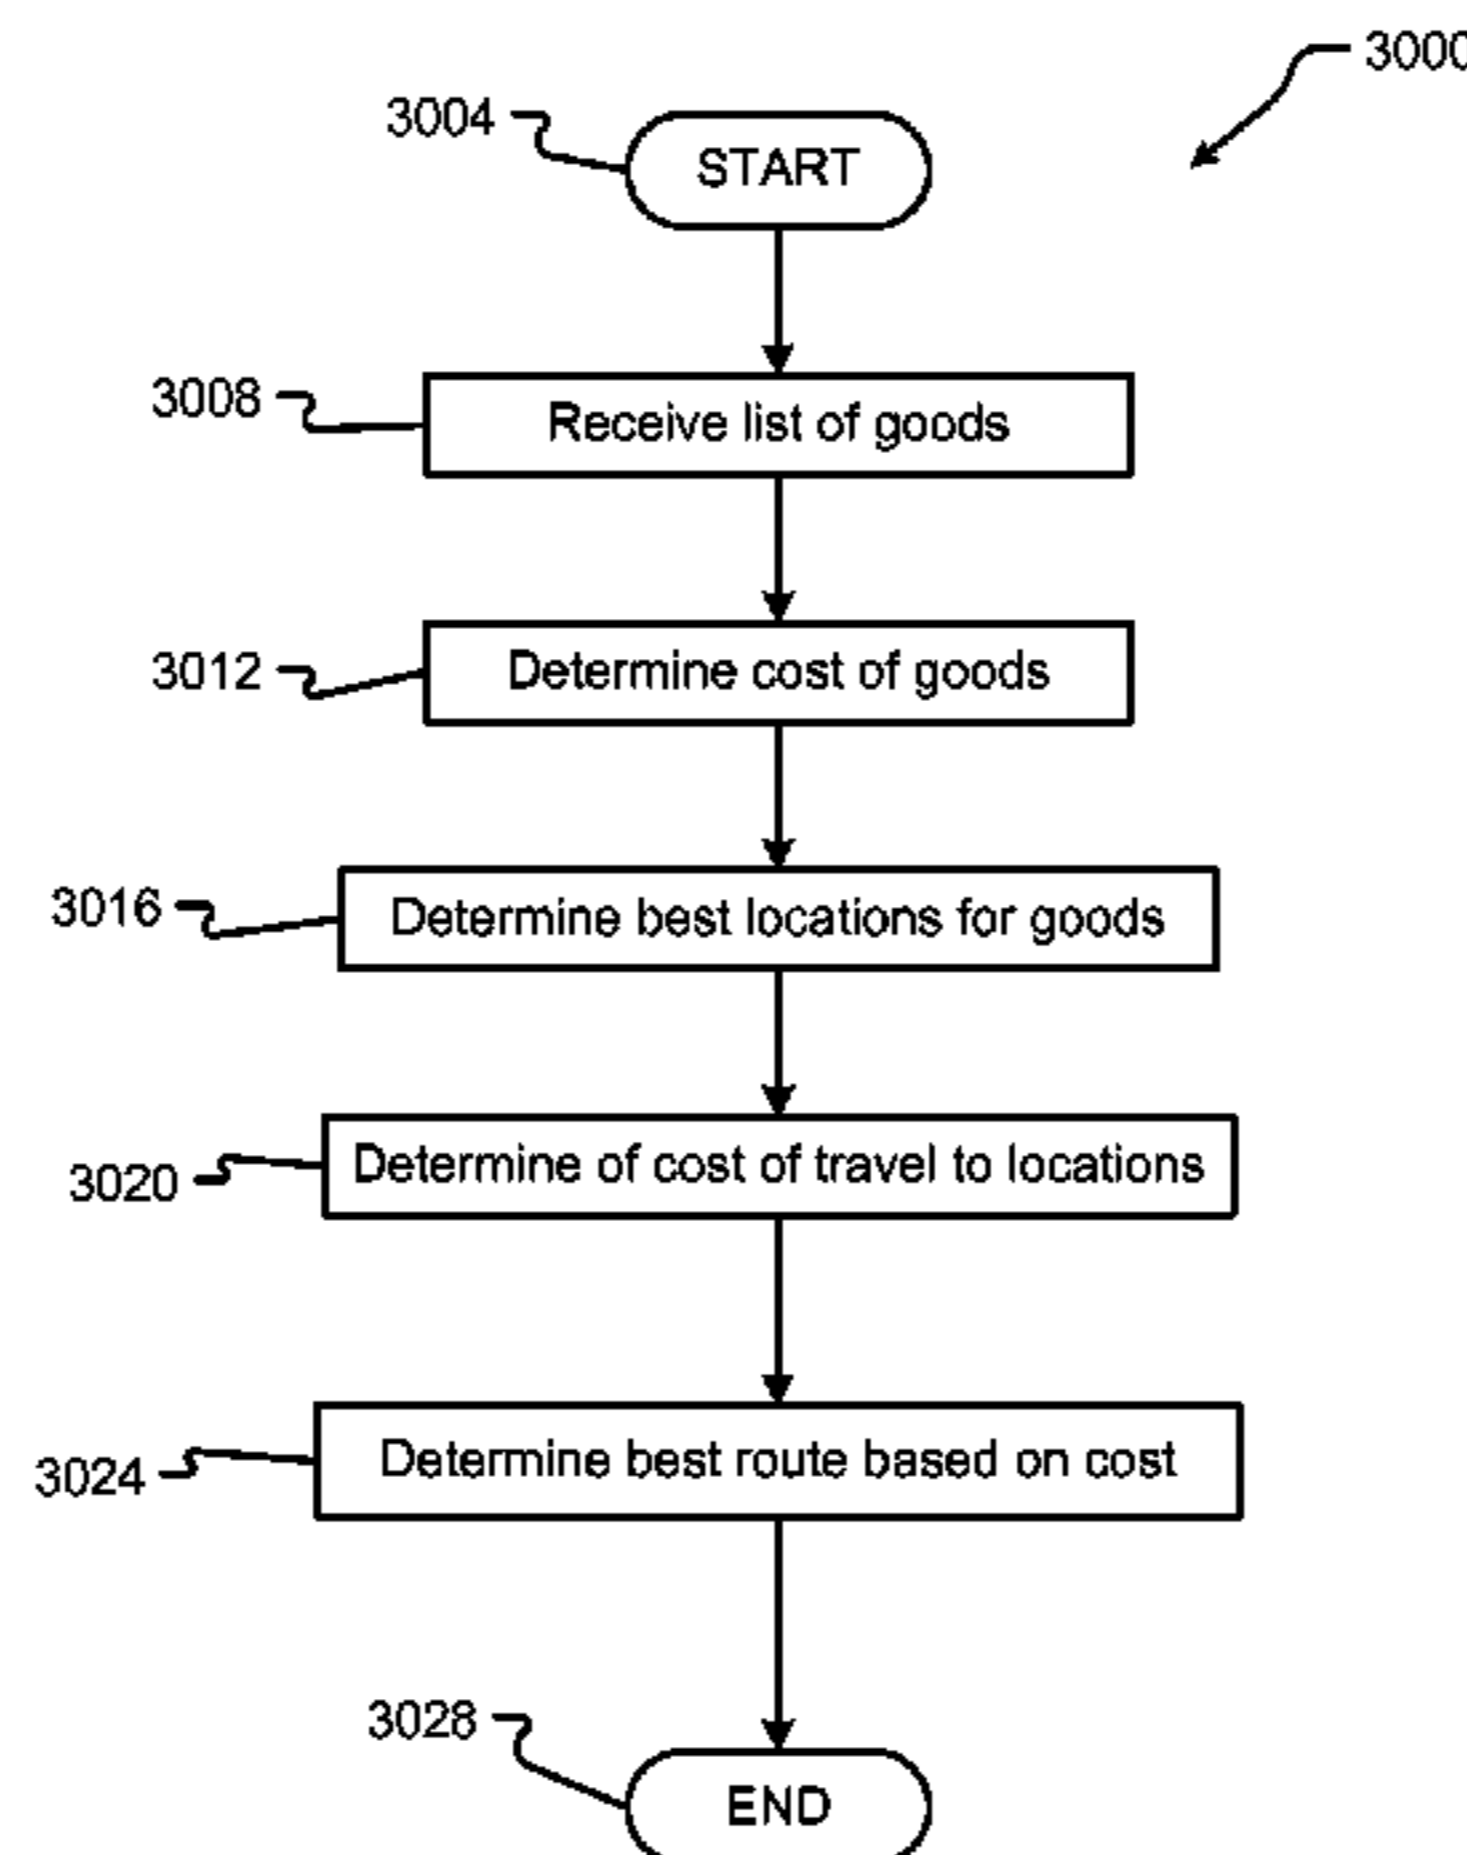 3000
3004
START
3008
Receive list of goods
3012
Determine cost of goods
3016
Determine best locations for goods
3020
Determine of cost of travel to locations
3024
Determine best route based on cost
3028
END